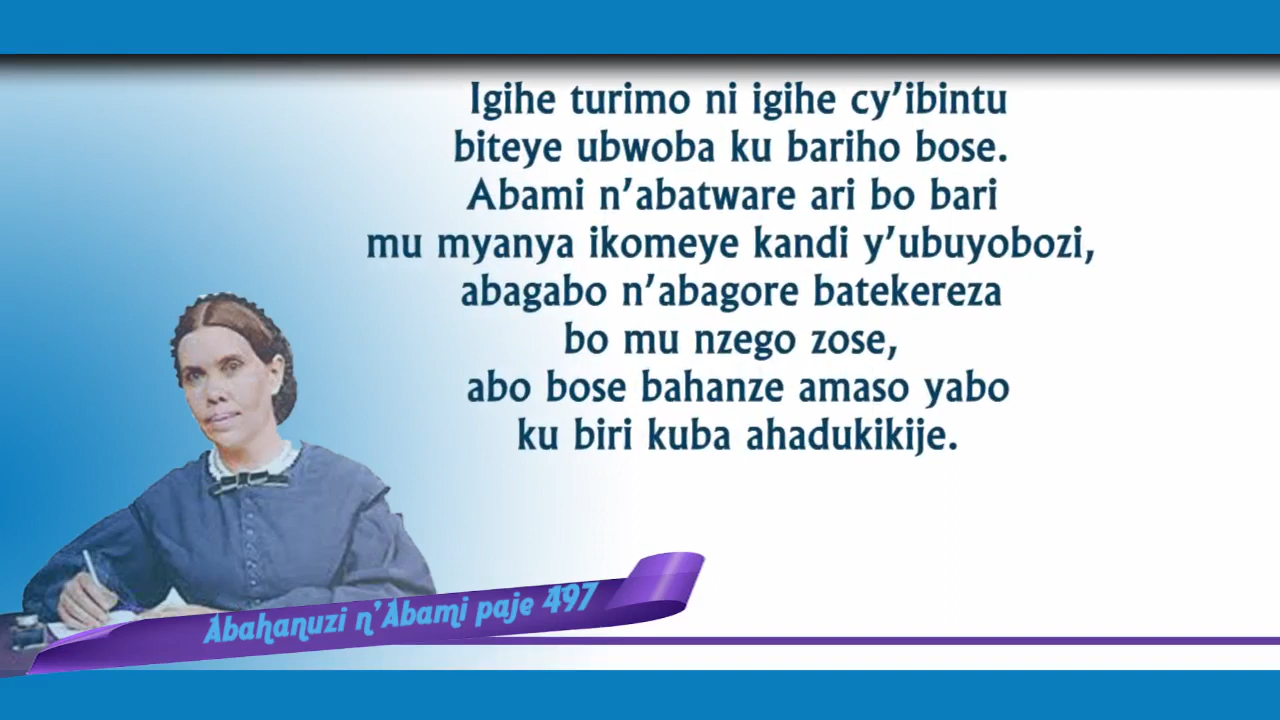 Igihe turimo ni igihe cy’ibintu
biteye ubwoba ku bariho bose.
Abami n’abatware ari bo bari
mu myanya ikomeye kandi y’ubuyobozi,
abagabo n’abagore batekereza
bo mu nzego zose,
abo bose bahanze amaso yabo
ku biri kuba ahadukikije.
Abahanuzi n’Abami paje 497